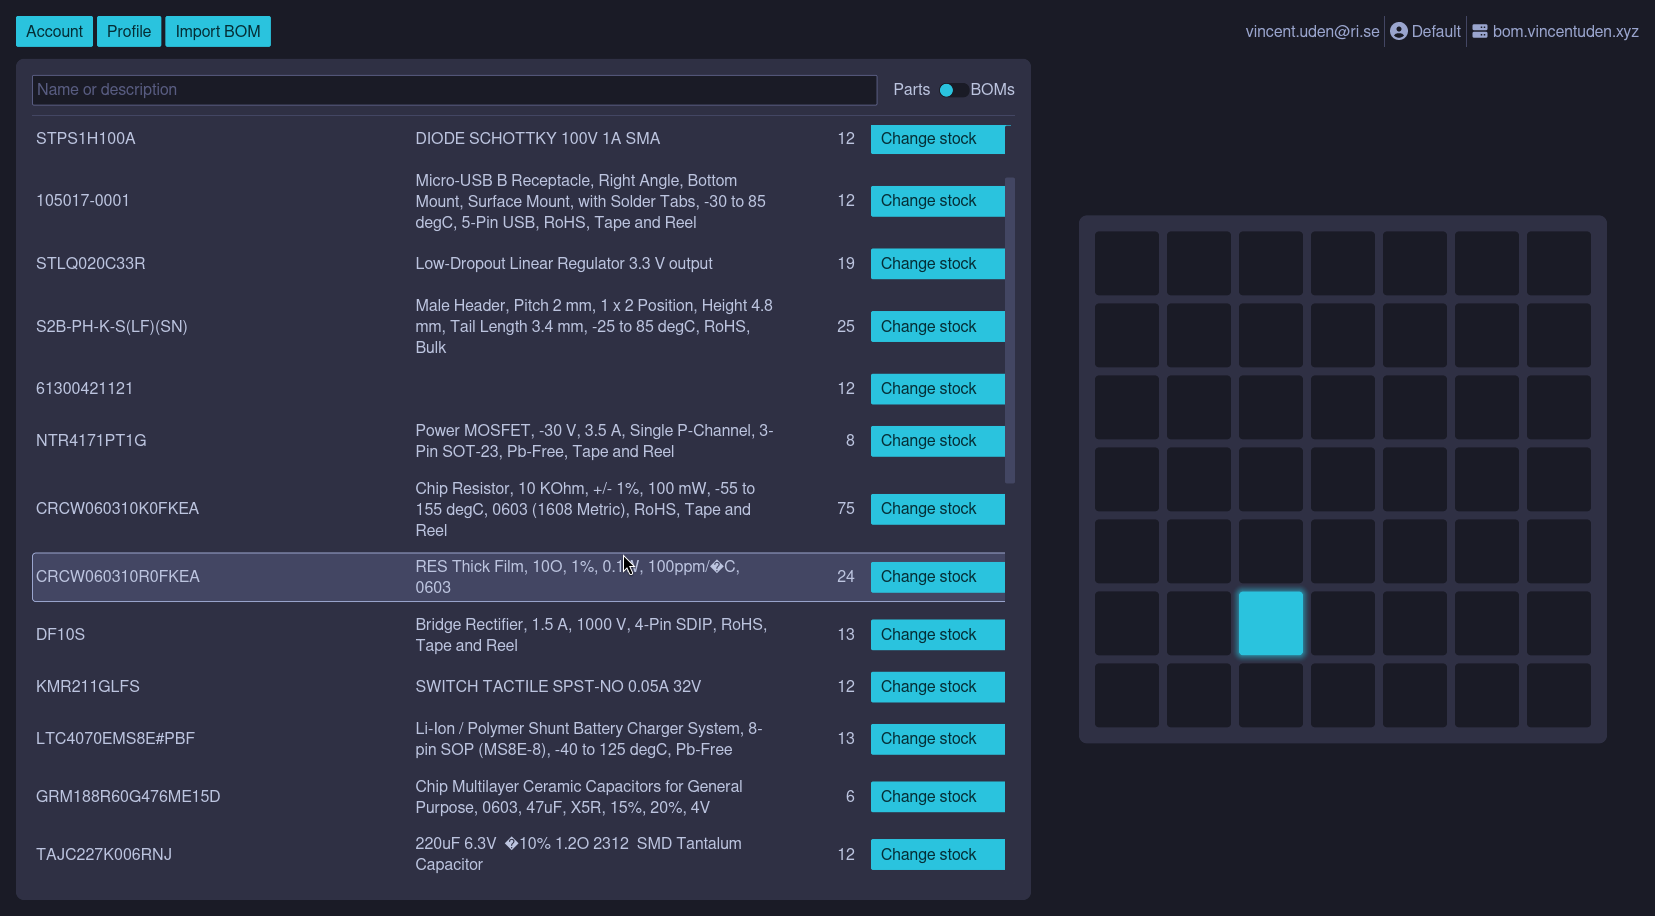 Account Profile Import BOM vincent.uden@ri.se Default bom.vincentuden.xyz
Name or description Parts BOMs
STPS1H100A DIODE SCHOTTKY 100V 1A SMA 12 Change stock
Micro-USB B Receptacle, Right Angle, Bottom
105017-0001 Mount, Surface Mount, with Solder Tabs, -30 to 85 12 Change stock
degC, 5-Pin USB, RoHS, Tape and Reel
STLQ020C33R Low-Dropout Linear Regulator 3.3 V output 19 Change stock
Male Header, Pitch 2 mm, 1 x 2 Position, Height 4.8
S2B-PH-K-S(LF)(SN) mm, Tail Length 3.4 mm, -25 to 85 degC, RoHS, 25 Change stock
Bulk
61300421121 12 Change stock
NTR4171PT1G Power MOSFET, -30 V, 3.5 A, Single P-Channel, 3- 8 Change stock
Pin SOT-23, Pb-Free, Tape and Reel
Chip Resistor, 10 KOhm, +/- 1%, 100 mW, -55 to
CRCW060310K0FKEA 155 degC, 0603 (1608 Metric), RoHS, Tape and 75 Change stock
Reel
CRCW060310R0FKEA RES Thick Film, 10O, 1%, 100ppm/�C, 24 Change stock
0603
DF10S Bridge Rectifier, 1.5 A, 1000 V, 4-Pin SDIP, RoHS, 13 Change stock
Tape and Reel
KMR211GLFS SWITCH TACTILE SPST-NO 0.05A 32V 12 Change stock
LTC4070EMS8E#PBF Li-Ion / Polymer Shunt Battery Charger System, 8- 13 Change stock
pin SOP (MS8E-8), -40 to 125 degC, Pb-Free
GRM188R60G476ME15D Chip Multilayer Ceramic Capacitors for General 6 Change stock
Purpose, 0603, 47uF, X5R, 15%, 20%, 4V
TAJC227K006RNJ 220uF 6.3V �10% 1.2O 2312 SMD Tantalum 12 Change stock
Capacitor